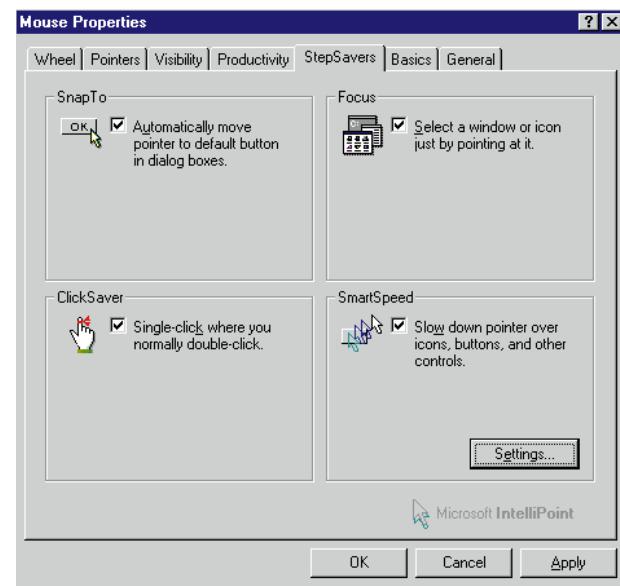 Mouse Properties
? X
Wheel Pointers Visibility Productivity StepSavers Basics General
SnapTo
OK
Automatically move
pointer to default button
in dialog boxes.
Focus
Select a window or icon
just by pointing at it.
ClickSaver
Single-click where you
normally double-click.
SmartSpeed
Slow down pointer over
icons, buttons, and other
controls.
Settings...
Microsoft IntelliPoint
OK Cancel Apply